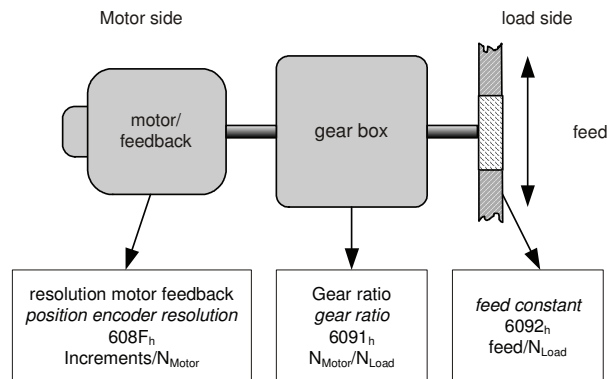 Motor side
load side
motor/
feedback
gear box
feed
resolution motor feedback
position encoder resolution
608Fh
Increments/NMotor
Gear ratio
gear ratio
6091h
NMotor/NLoad
feed constant
6092h
feed/NLoad